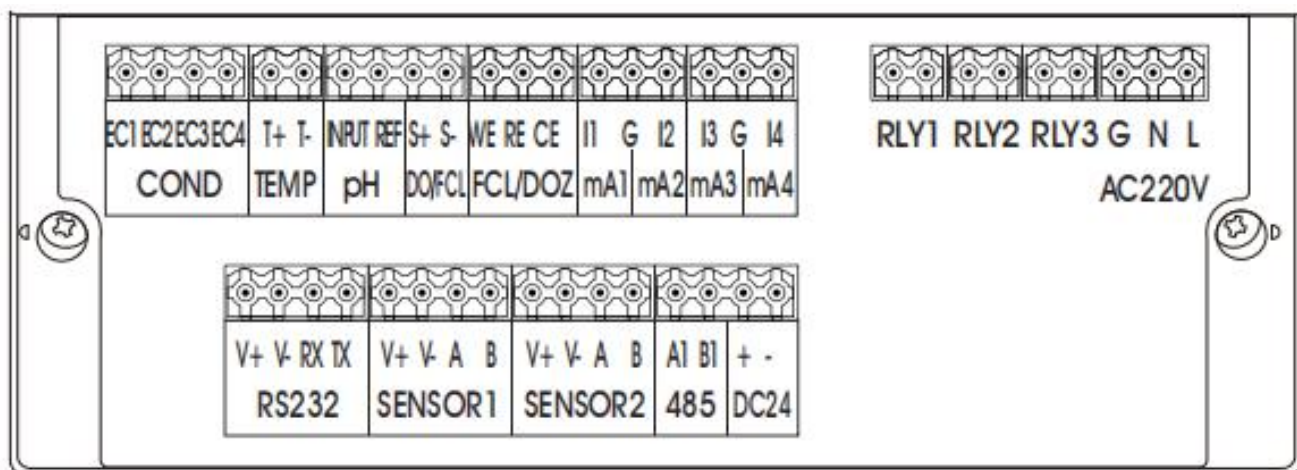 EC1 EC2 EC3 EC4 T+ T- INPUT REF S+ S- WE RE CE I1 G I2 I3 G I4 RLY1 RLY2 RLY3 G N L
COND TEMP pH DO/FCL FCL/DOZ mA1 mA2 mA3 mA4 AC220V
V+ V- RX TX V+ V- A B V+ V- A B A1 B1 + -
RS232 SENSOR1 SENSOR2 485 DC24